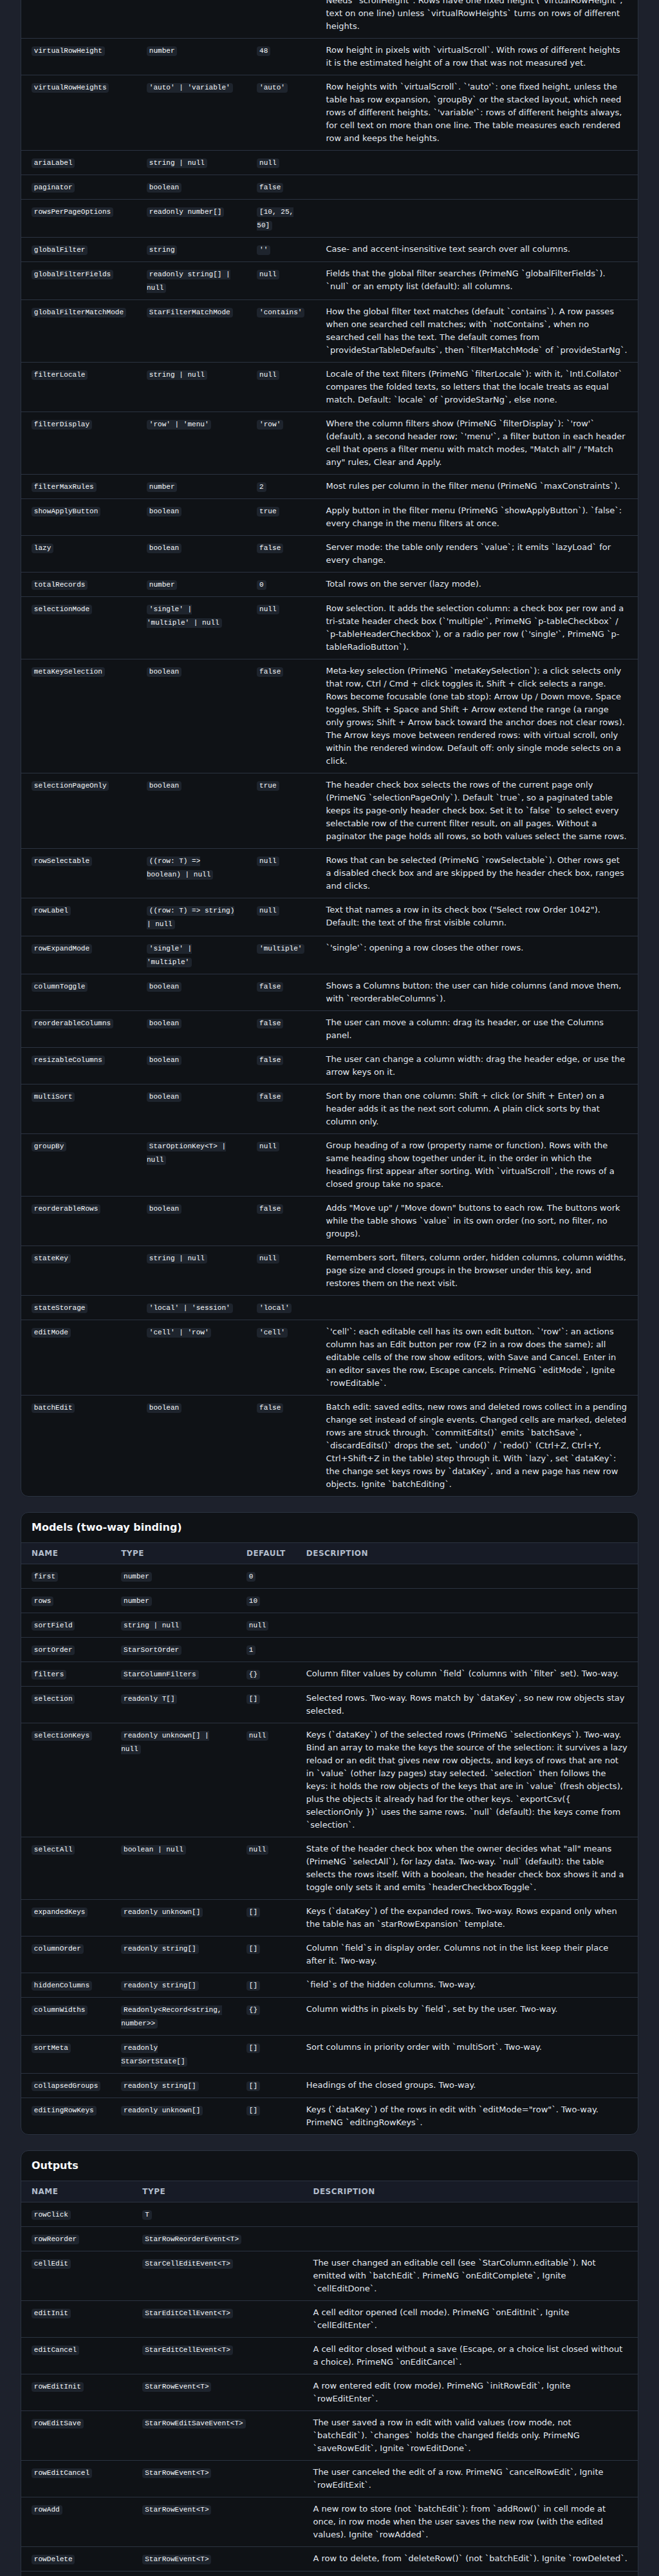 Needs `scrollHeight`. Rows have one fixed height (`virtualRowHeight`,
text on one line) unless `virtualRowHeights` turns on rows of different
heights.
virtualRowHeight number 48 Row height in pixels with `virtualScroll`. With rows of different heights
it is the estimated height of a row that was not measured yet.
virtualRowHeights 'auto' | 'variable' 'auto' Row heights with `virtualScroll`. `'auto'`: one fixed height, unless the
table has row expansion, `groupBy` or the stacked layout, which need
rows of different heights. `'variable'`: rows of different heights always,
for cell text on more than one line. The table measures each rendered
row and keeps the heights.
ariaLabel string | null null
paginator boolean false
rowsPerPageOptions readonly number[] [10, 25,
50]
globalFilter string '' Case- and accent-insensitive text search over all columns.
globalFilterFields readonly string[] | null Fields that the global filter searches (PrimeNG `globalFilterFields`).
null `null` or an empty list (default): all columns.
globalFilterMatchMode StarFilterMatchMode 'contains' How the global filter text matches (default `contains`). A row passes
when one searched cell matches; with `notContains`, when no
searched cell has the text. The default comes from
`provideStarTableDefaults`, then `filterMatchMode` of `provideStarNg`.
filterLocale string | null null Locale of the text filters (PrimeNG `filterLocale`): with it, `Intl.Collator`
compares the folded texts, so letters that the locale treats as equal
match. Default: `locale` of `provideStarNg`, else none.
filterDisplay 'row' | 'menu' 'row' Where the column filters show (PrimeNG `filterDisplay`): `'row'`
(default), a second header row; `'menu'`, a filter button in each header
cell that opens a filter menu with match modes, "Match all" / "Match
any" rules, Clear and Apply.
filterMaxRules number 2 Most rules per column in the filter menu (PrimeNG `maxConstraints`).
showApplyButton boolean true Apply button in the filter menu (PrimeNG `showApplyButton`). `false`:
every change in the menu filters at once.
lazy boolean false Server mode: the table only renders `value`; it emits `lazyLoad` for
every change.
totalRecords number 0 Total rows on the server (lazy mode).
selectionMode 'single' | null Row selection. It adds the selection column: a check box per row and a
'multiple' | null tri-state header check box (`'multiple'`, PrimeNG `p-tableCheckbox` /
`p-tableHeaderCheckbox`), or a radio per row (`'single'`, PrimeNG `p-
tableRadioButton`).
metaKeySelection boolean false Meta-key selection (PrimeNG `metaKeySelection`): a click selects only
that row, Ctrl / Cmd + click toggles it, Shift + click selects a range.
Rows become focusable (one tab stop): Arrow Up / Down move, Space
toggles, Shift + Space and Shift + Arrow extend the range (a range
only grows; Shift + Arrow back toward the anchor does not clear rows).
The Arrow keys move between rendered rows: with virtual scroll, only
within the rendered window. Default off: only single mode selects on a
click.
selectionPageOnly boolean true The header check box selects the rows of the current page only
(PrimeNG `selectionPageOnly`). Default `true`, so a paginated table
keeps its page-only header check box. Set it to `false` to select every
selectable row of the current filter result, on all pages. Without a
paginator the page holds all rows, so both values select the same rows.
rowSelectable ((row: T) => null Rows that can be selected (PrimeNG `rowSelectable`). Other rows get
boolean) | null a disabled check box and are skipped by the header check box, ranges
and clicks.
rowLabel ((row: T) => string) null Text that names a row in its check box ("Select row Order 1042").
| null Default: the text of the first visible column.
rowExpandMode 'single' | 'multiple' `'single'`: opening a row closes the other rows.
'multiple'
columnToggle boolean false Shows a Columns button: the user can hide columns (and move them,
with `reorderableColumns`).
reorderableColumns boolean false The user can move a column: drag its header, or use the Columns
panel.
resizableColumns boolean false The user can change a column width: drag the header edge, or use the
arrow keys on it.
multiSort boolean false Sort by more than one column: Shift + click (or Shift + Enter) on a
header adds it as the next sort column. A plain click sorts by that
column only.
groupBy StarOptionKey<T> | null Group heading of a row (property name or function). Rows with the
null same heading show together under it, in the order in which the
headings first appear after sorting. With `virtualScroll`, the rows of a
closed group take no space.
reorderableRows boolean false Adds "Move up" / "Move down" buttons to each row. The buttons work
while the table shows `value` in its own order (no sort, no filter, no
groups).
stateKey string | null null Remembers sort, filters, column order, hidden columns, column widths,
page size and closed groups in the browser under this key, and
restores them on the next visit.
stateStorage 'local' | 'session' 'local'
editMode 'cell' | 'row' 'cell' `'cell'`: each editable cell has its own edit button. `'row'`: an actions
column has an Edit button per row (F2 in a row does the same); all
editable cells of the row show editors, with Save and Cancel. Enter in
an editor saves the row, Escape cancels. PrimeNG `editMode`, Ignite
`rowEditable`.
batchEdit boolean false Batch edit: saved edits, new rows and deleted rows collect in a pending
change set instead of single events. Changed cells are marked, deleted
rows are struck through. `commitEdits()` emits `batchSave`,
`discardEdits()` drops the set, `undo()` / `redo()` (Ctrl+Z, Ctrl+Y,
Ctrl+Shift+Z in the table) step through it. With `lazy`, set `dataKey`:
the change set keys rows by `dataKey`, and a new page has new row
objects. Ignite `batchEditing`.
Models (two-way binding)
NAME TYPE DEFAULT DESCRIPTION
first number 0
rows number 10
sortField string | null null
sortOrder StarSortOrder 1
filters StarColumnFilters {} Column filter values by column `field` (columns with `filter` set). Two-way.
selection readonly T[] [] Selected rows. Two-way. Rows match by `dataKey`, so new row objects stay
selected.
selectionKeys readonly unknown[] | null Keys (`dataKey`) of the selected rows (PrimeNG `selectionKeys`). Two-way.
null Bind an array to make the keys the source of the selection: it survives a lazy
reload or an edit that gives new row objects, and keys of rows that are not
in `value` (other lazy pages) stay selected. `selection` then follows the
keys: it holds the row objects of the keys that are in `value` (fresh objects),
plus the objects it already had for the other keys. `exportCsv({
selectionOnly })` uses the same rows. `null` (default): the keys come from
`selection`.
selectAll boolean | null null State of the header check box when the owner decides what "all" means
(PrimeNG `selectAll`), for lazy data. Two-way. `null` (default): the table
selects the rows itself. With a boolean, the header check box shows it and a
toggle only sets it and emits `headerCheckboxToggle`.
expandedKeys readonly unknown[] [] Keys (`dataKey`) of the expanded rows. Two-way. Rows expand only when
the table has an `starRowExpansion` template.
columnOrder readonly string[] [] Column `field`s in display order. Columns not in the list keep their place
after it. Two-way.
hiddenColumns readonly string[] [] `field`s of the hidden columns. Two-way.
columnWidths Readonly<Record<string, {} Column widths in pixels by `field`, set by the user. Two-way.
number>>
sortMeta readonly [] Sort columns in priority order with `multiSort`. Two-way.
StarSortState[]
collapsedGroups readonly string[] [] Headings of the closed groups. Two-way.
editingRowKeys readonly unknown[] [] Keys (`dataKey`) of the rows in edit with `editMode="row"`. Two-way.
PrimeNG `editingRowKeys`.
Outputs
NAME TYPE DESCRIPTION
rowClick T
rowReorder StarRowReorderEvent<T>
cellEdit StarCellEditEvent<T> The user changed an editable cell (see `StarColumn.editable`). Not
emitted with `batchEdit`. PrimeNG `onEditComplete`, Ignite
`cellEditDone`.
editInit StarEditCellEvent<T> A cell editor opened (cell mode). PrimeNG `onEditInit`, Ignite
`cellEditEnter`.
editCancel StarEditCellEvent<T> A cell editor closed without a save (Escape, or a choice list closed without
a choice). PrimeNG `onEditCancel`.
rowEditInit StarRowEvent<T> A row entered edit (row mode). PrimeNG `initRowEdit`, Ignite
`rowEditEnter`.
rowEditSave StarRowEditSaveEvent<T> The user saved a row in edit with valid values (row mode, not
`batchEdit`). `changes` holds the changed fields only. PrimeNG
`saveRowEdit`, Ignite `rowEditDone`.
rowEditCancel StarRowEvent<T> The user canceled the edit of a row. PrimeNG `cancelRowEdit`, Ignite
`rowEditExit`.
rowAdd StarRowEvent<T> A new row to store (not `batchEdit`): from `addRow()` in cell mode at
once, in row mode when the user saves the new row (with the edited
values). Ignite `rowAdded`.
rowDelete StarRowEvent<T> A row to delete, from `deleteRow()` (not `batchEdit`). Ignite `rowDeleted`.